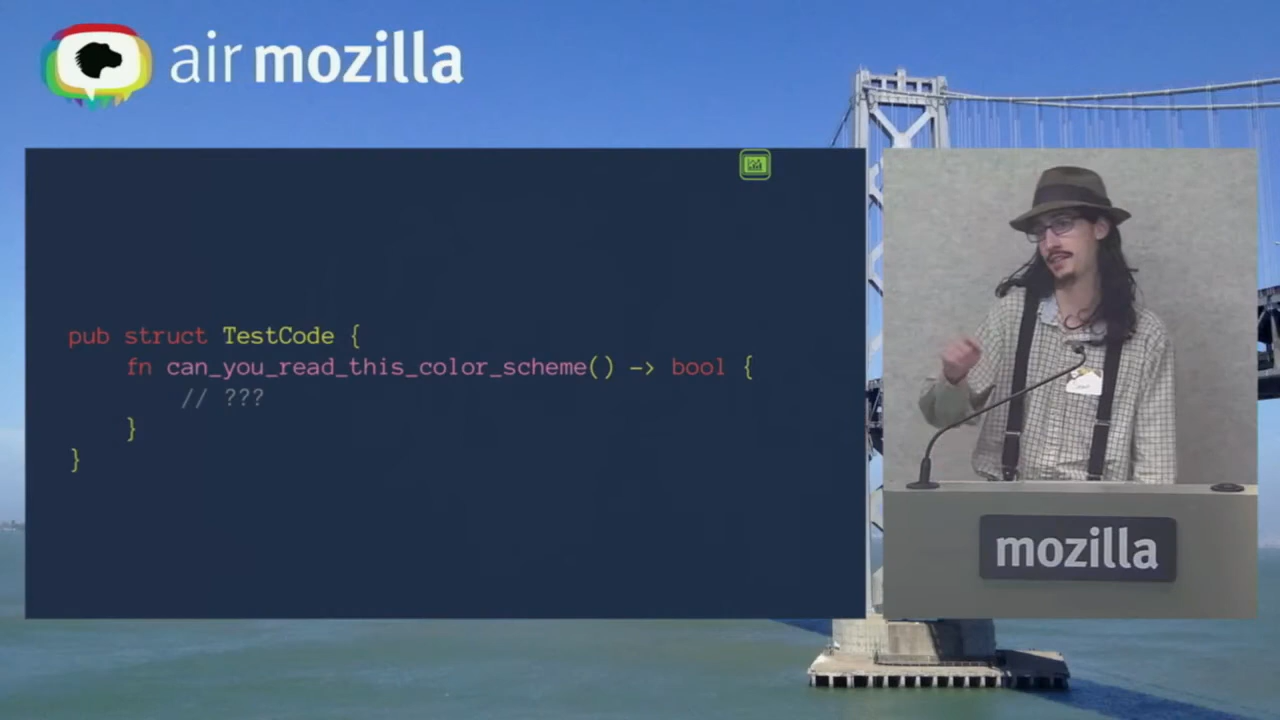 air mozilla
pub struct TestCode {
    fn can_you_read_this_color_scheme() -> bool {
        // ???
    }
}
mozilla